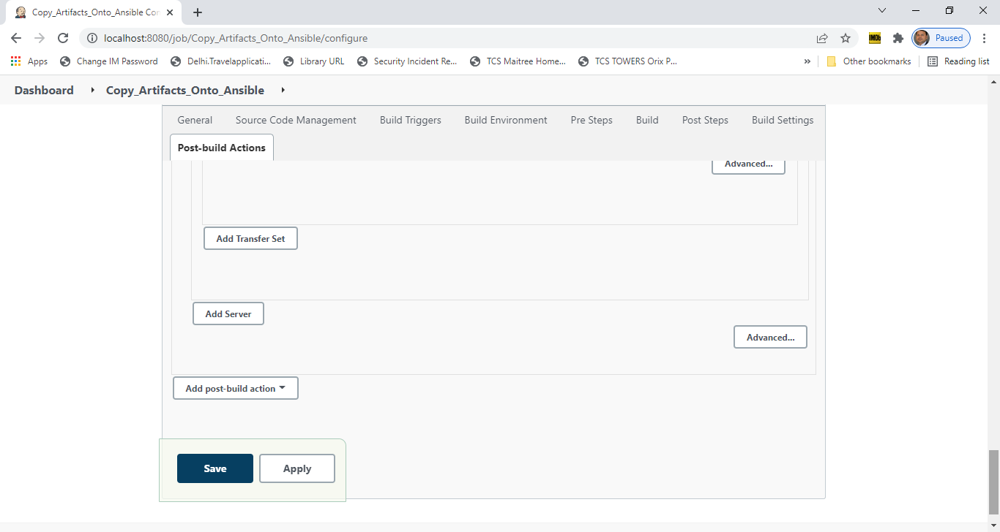 Copy_Artifacts_Onto_Ansible Con
localhost:8080/job/Copy_Artifacts_Onto_Ansible/configure
IMDb
Paused
Apps
Change IM Password
Delhi.Travelapplicati...
Library URL
Security Incident Re...
TCS Maitree Home...
TCS TOWERS Orix P...
»
Other bookmarks
Reading list
Dashboard
Copy_Artifacts_Onto_Ansible
General
Source Code Management
Build Triggers
Build Environment
Pre Steps
Build
Post Steps
Build Settings
Post-build Actions
Advanced...
Add Transfer Set
Add Server
Advanced...
Add post-build action
Save
Apply